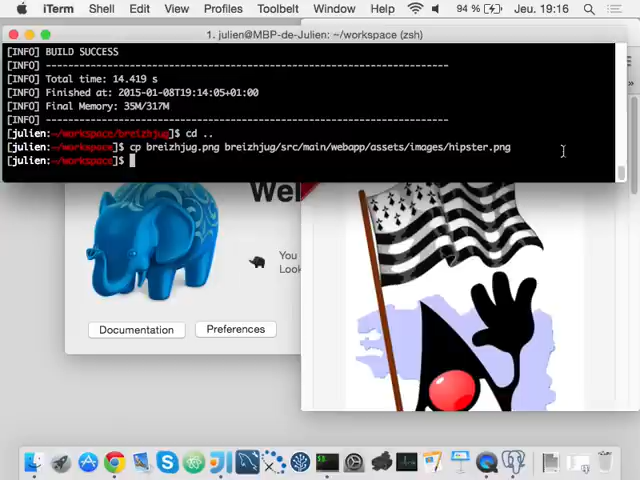 iTerm Shell Edit View Profiles Toolbelt Window Help 94 % Jeu. 19:16
1. julien@MBP-de-Julien: ~/workspace (zsh)
[INFO] BUILD SUCCESS
[INFO] ------------------------------------------------------------------------
[INFO] Total time: 14.419 s
[INFO] Finished at: 2015-01-08T19:14:05+01:00
[INFO] Final Memory: 35M/317M
[INFO] ------------------------------------------------------------------------
[julien:~/workspace/breizhjug]$ cd ..
[julien:~/workspace]$ cp breizhjug.png breizhjug/src/main/webapp/assets/images/hipster.png
[julien:~/workspace]$
Wel
You
Look
Documentation Preferences